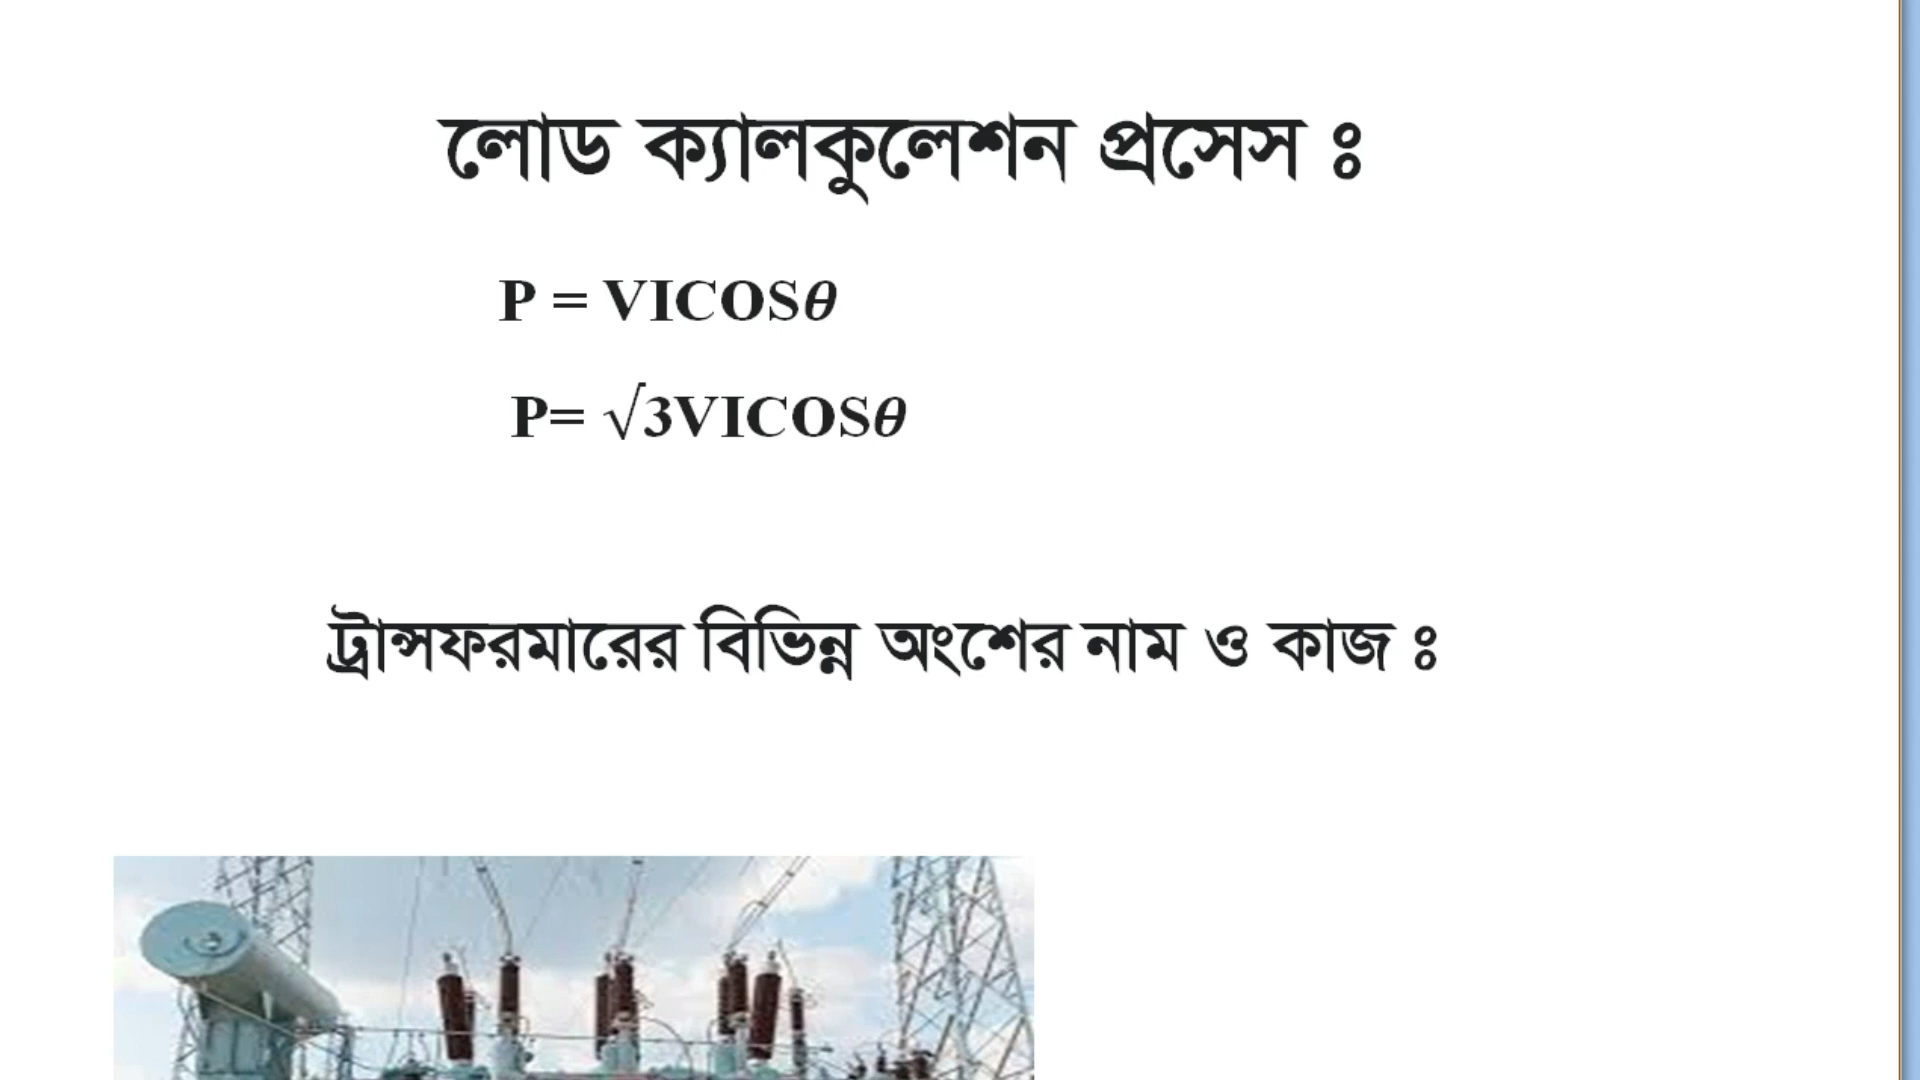 লোড ক্যালকুলেশন প্রসেস ঃ
P = VICOSθ
P= √3VICOSθ
ট্রান্সফরমারের বিভিন্ন অংশের নাম ও কাজ ঃ